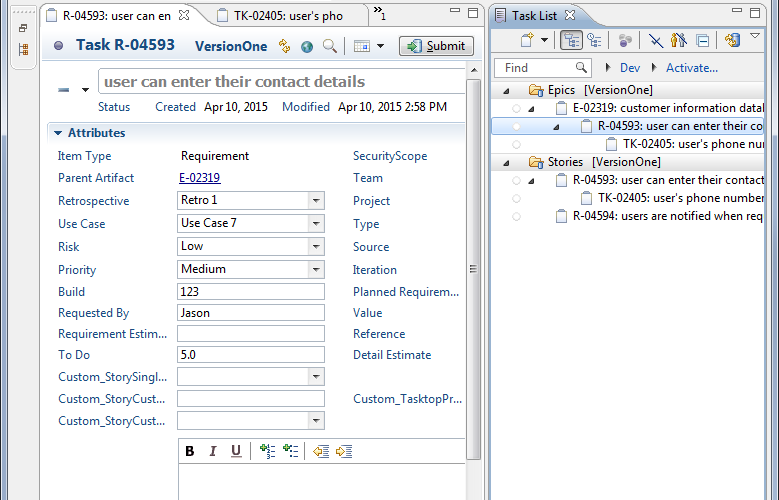 R-04593: user can en
TK-02405: user's pho
»1
Task R-04593 VersionOne Submit
user can enter their contact details
Status Created Apr 10, 2015 Modified Apr 10, 2015 2:58 PM
Attributes
Item Type Requirement SecurityScope
Parent Artifact E-02319 Team
Retrospective Retro 1 Project
Use Case Use Case 7 Type
Risk Low Source
Priority Medium Iteration
Build 123 Planned Requirem...
Requested By Jason Value
Requirement Estim... Reference
To Do 5.0 Detail Estimate
Custom_StorySingl...
Custom_StoryCust... Custom_TasktopPr...
Custom_StoryCust...
B I U
Task List
Find Dev Activate...
Epics [VersionOne]
E-02319: customer information datal
R-04593: user can enter their co
TK-02405: user's phone nun
Stories [VersionOne]
R-04593: user can enter their contact
TK-02405: user's phone number
R-04594: users are notified when req